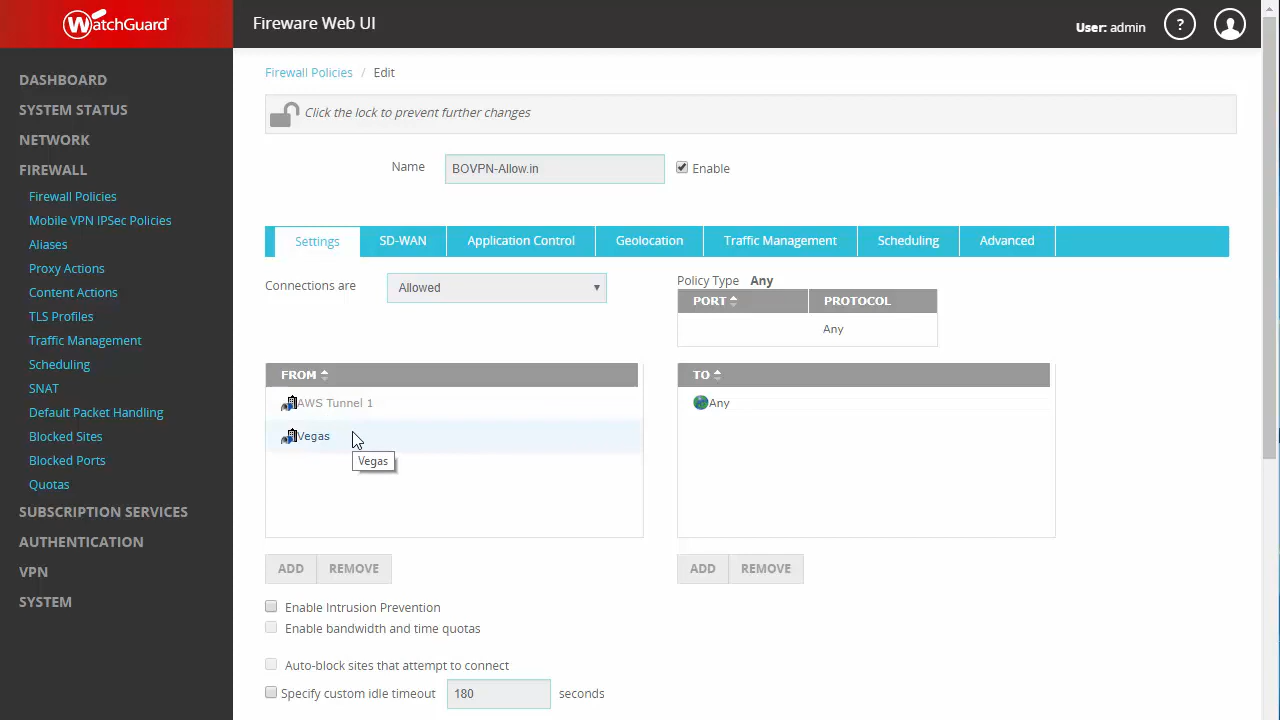 WatchGuard
Fireware Web UI
User: admin
?
DASHBOARD
SYSTEM STATUS
NETWORK
FIREWALL
Firewall Policies
Mobile VPN IPSec Policies
Aliases
Proxy Actions
Content Actions
TLS Profiles
Traffic Management
Scheduling
SNAT
Default Packet Handling
Blocked Sites
Blocked Ports
Quotas
SUBSCRIPTION SERVICES
AUTHENTICATION
VPN
SYSTEM
Firewall Policies / Edit
Click the lock to prevent further changes
Name BOVPN-Allow.in Enable
Settings SD-WAN Application Control Geolocation Traffic Management Scheduling Advanced
Connections are Allowed
Policy Type Any
PORT PROTOCOL
Any
FROM
AWS Tunnel 1
Vegas
Vegas
ADD REMOVE
TO
Any
ADD REMOVE
Enable Intrusion Prevention
Enable bandwidth and time quotas
Auto-block sites that attempt to connect
Specify custom idle timeout 180 seconds